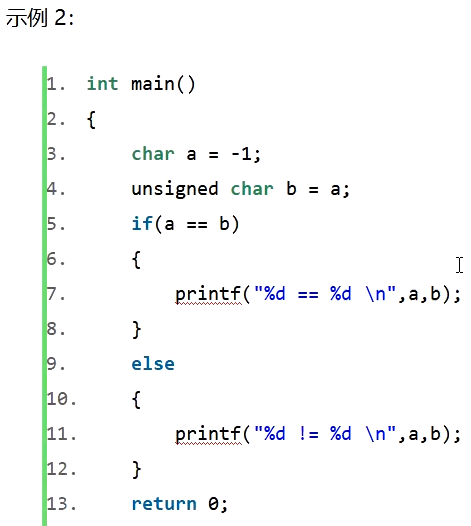 示例 2:
1. int main()
2. {
3.     char a = -1;
4.     unsigned char b = a;
5.     if(a == b)
6.     {
7.         printf("%d == %d \n",a,b);
8.     }
9.     else
10.     {
11.         printf("%d != %d \n",a,b);
12.     }
13.     return 0;